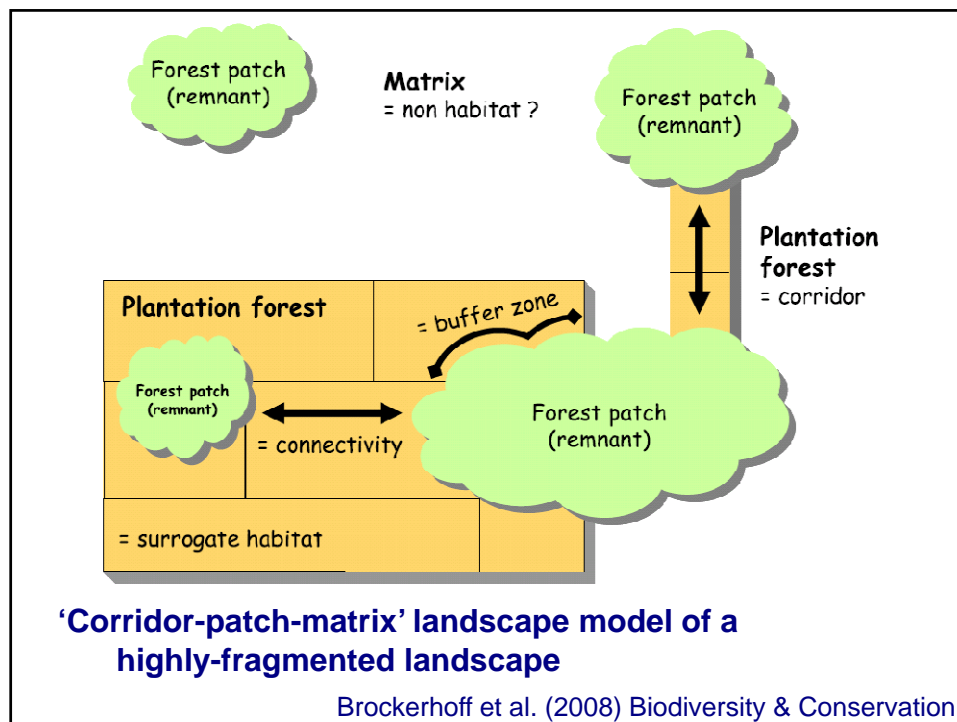 Forest patch
(remnant)
Matrix
= non habitat ?
Forest patch
(remnant)
Plantation
forest
= corridor
Plantation forest
= buffer zone
Forest patch
(remnant)
= connectivity
Forest patch
(remnant)
= surrogate habitat
‘Corridor-patch-matrix’ landscape model of a
highly-fragmented landscape
Brockerhoff et al. (2008) Biodiversity & Conservation